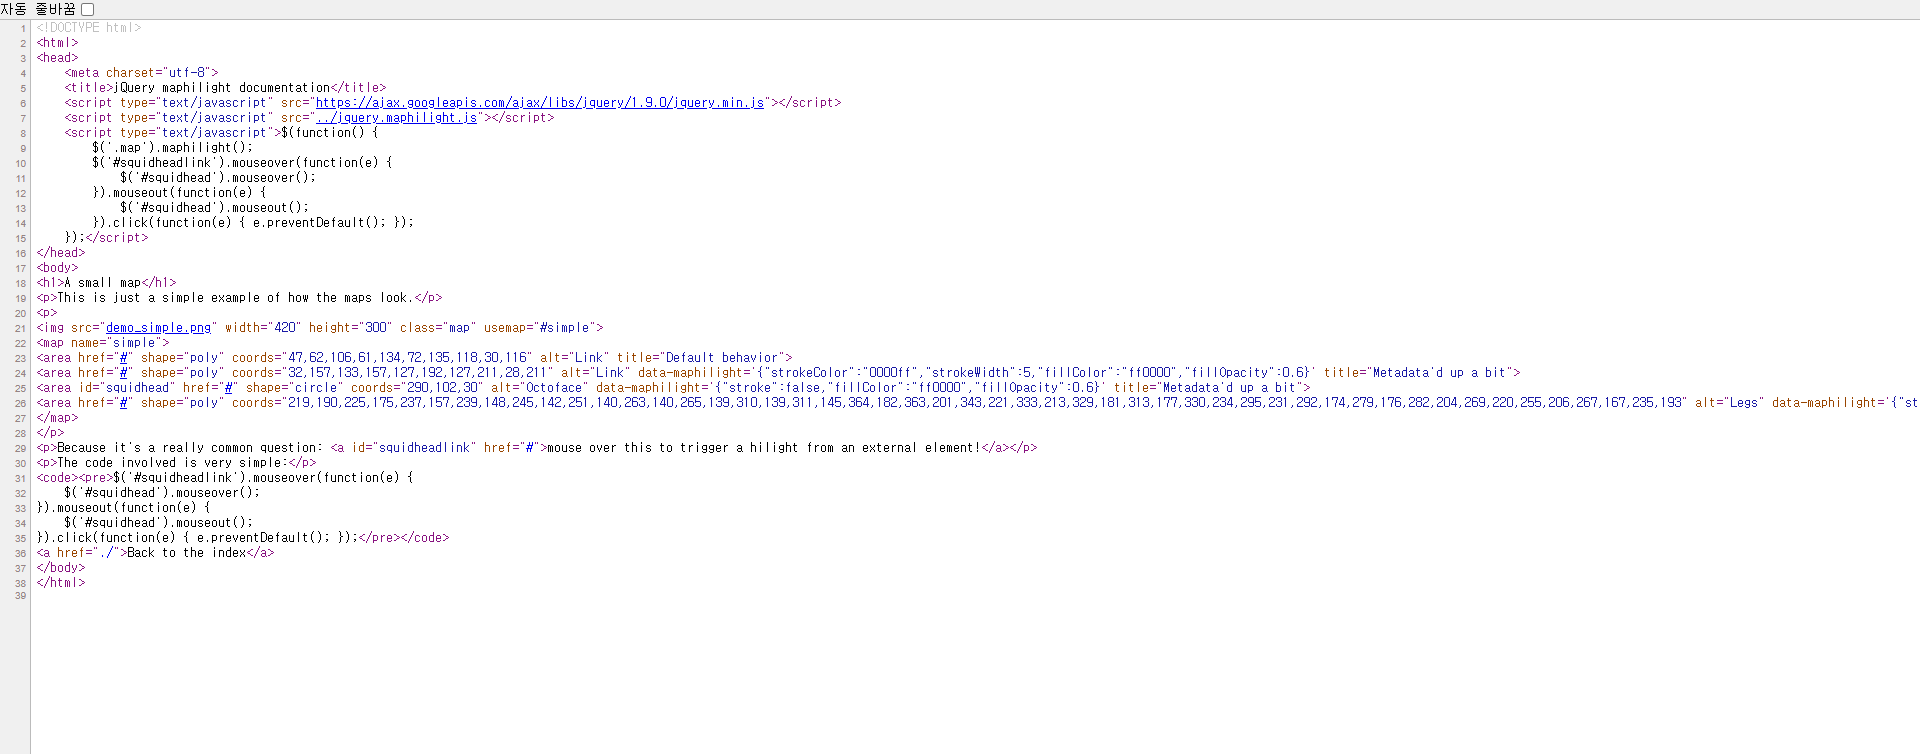 자동 줄바꿈
1 <!DOCTYPE html>
2 <html>
3 <head>
4 <meta charset="utf-8">
5 <title>jQuery maphilight documentation</title>
6 <script type="text/javascript" src="https://ajax.googleapis.com/ajax/libs/jquery/1.9.0/jquery.min.js"></script>
7 <script type="text/javascript" src="../jquery.maphilight.js"></script>
8 <script type="text/javascript">$(function() {
9 $('.map').maphilight();
10 $('#squidheadlink').mouseover(function(e) {
11 $('#squidhead').mouseover();
12 }).mouseout(function(e) {
13 $('#squidhead').mouseout();
14 }).click(function(e) { e.preventDefault(); });
15 });</script>
16 </head>
17 <body>
18 <h1>A small map</h1>
19 <p>This is just a simple example of how the maps look.</p>
20 <p>
21 <img src="demo_simple.png" width="420" height="300" class="map" usemap="#simple">
22 <map name="simple">
23 <area href="#" shape="poly" coords="47,62,106,61,134,72,135,118,30,116" alt="Link" title="Default behavior">
24 <area href="#" shape="poly" coords="32,157,133,157,127,192,127,211,28,211" alt="Link" data-maphilight='{"strokeColor":"0000ff","strokeWidth":5,"fillColor":"ff0000","fillOpacity":0.6}' title="Metadata'd up a bit">
25 <area id="squidhead" href="#" shape="circle" coords="290,102,30" alt="Octoface" data-maphilight='{"stroke":false,"fillColor":"ff0000","fillOpacity":0.6}' title="Metadata'd up a bit">
26 <area href="#" shape="poly" coords="219,190,225,175,237,157,239,148,245,142,251,140,263,140,265,139,310,139,311,145,364,182,363,201,343,221,333,213,329,181,313,177,330,234,295,231,292,174,279,176,282,204,269,220,255,206,267,167,235,193" alt="Legs" data-maphilight='{"st
27 </map>
28 </p>
29 <p>Because it's a really common question: <a id="squidheadlink" href="#">mouse over this to trigger a hilight from an external element!</a></p>
30 <p>The code involved is very simple:</p>
31 <code><pre>$('#squidheadlink').mouseover(function(e) {
32 $('#squidhead').mouseover();
33 }).mouseout(function(e) {
34 $('#squidhead').mouseout();
35 }).click(function(e) { e.preventDefault(); });</pre></code>
36 <a href="./">Back to the index</a>
37 </body>
38 </html>
39